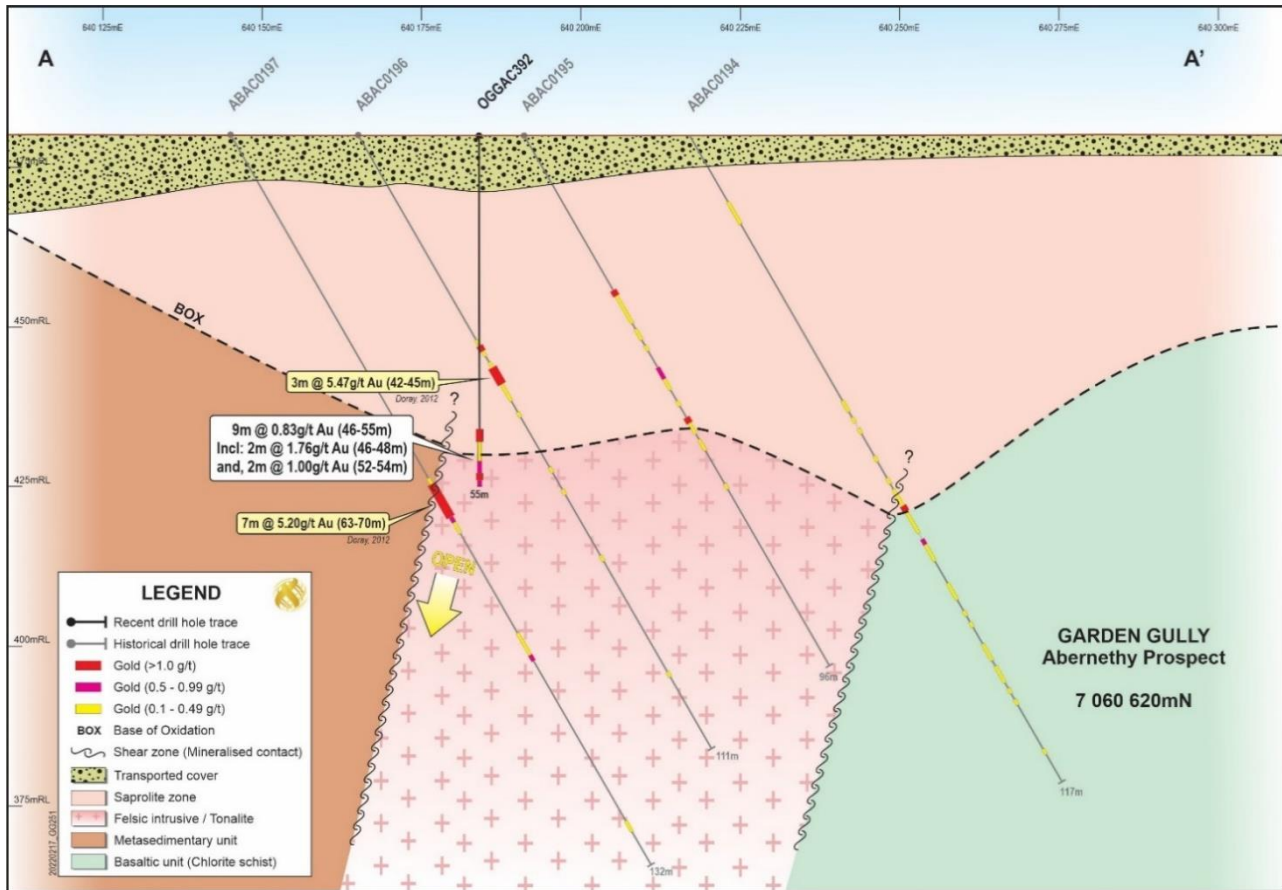 640 125mE
640 150mE
640 175mE
640 200mE
640 225mE
640 250mE
640 275mE
640 300mE
A
A'
ABAC0197
ABAC0196
OGGAC392
ABAC0195
ABAC0194
450mRL
BOX
3m @ 5.47g/t Au (42-45m)
Doray, 2012
?
9m @ 0.83g/t Au (46-55m)
Incl: 2m @ 1.76g/t Au (46-48m)
and, 2m @ 1.00g/t Au (52-54m)
?
425mRL
55m
7m @ 5.20g/t Au (63-70m)
Doray, 2012
OPEN
LEGEND
Recent drill hole trace
Historical drill hole trace
Gold (>1.0 g/t)
Gold (0.5 - 0.99 g/t)
Gold (0.1 - 0.49 g/t)
BOX Base of Oxidation
Shear zone (Mineralised contact)
Transported cover
Saprolite zone
Felsic intrusive / Tonalite
Metasedimentary unit
Basaltic unit (Chlorite schist)
400mRL
375mRL
GARDEN GULLY
Abernethy Prospect
7 060 620mN
96m
111m
117m
132m
20220217_GG251